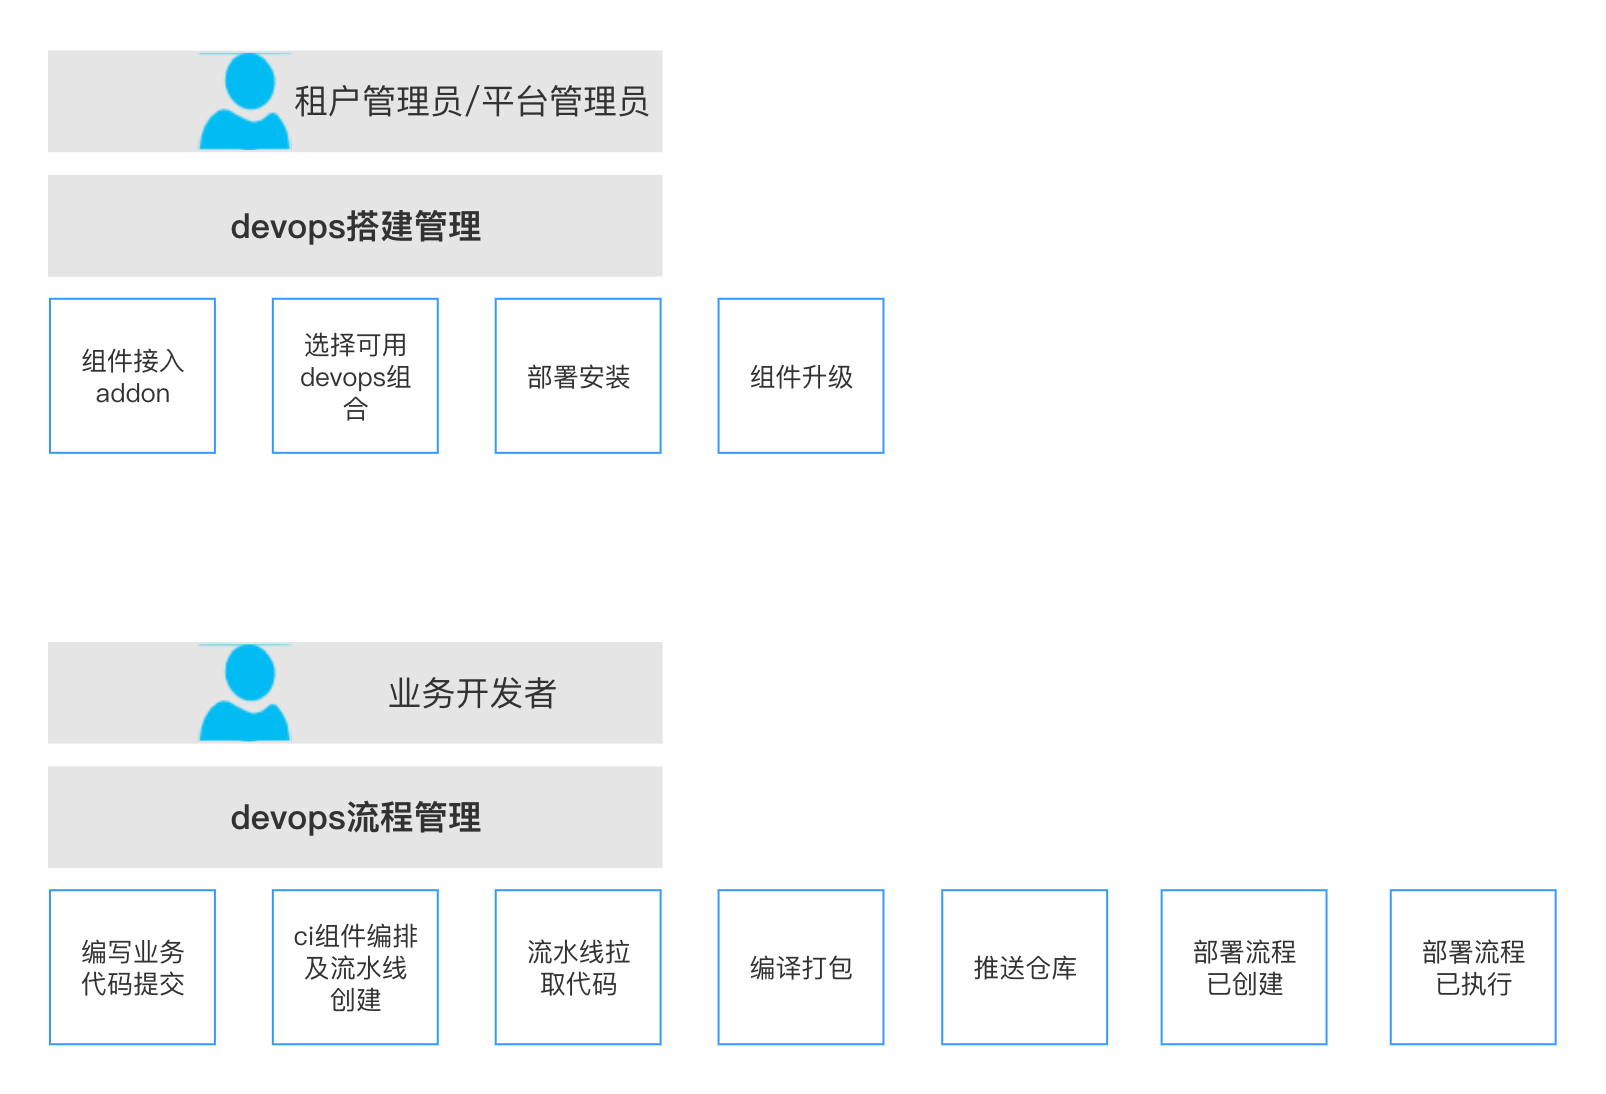 租户管理员/平台管理员
devops搭建管理
组件接入
addon
选择可用
devops组
合
部署安装
组件升级
业务开发者
devops流程管理
编写业务
代码提交
ci组件编排
及流水线
创建
流水线拉
取代码
编译打包
推送仓库
部署流程
已创建
部署流程
已执行